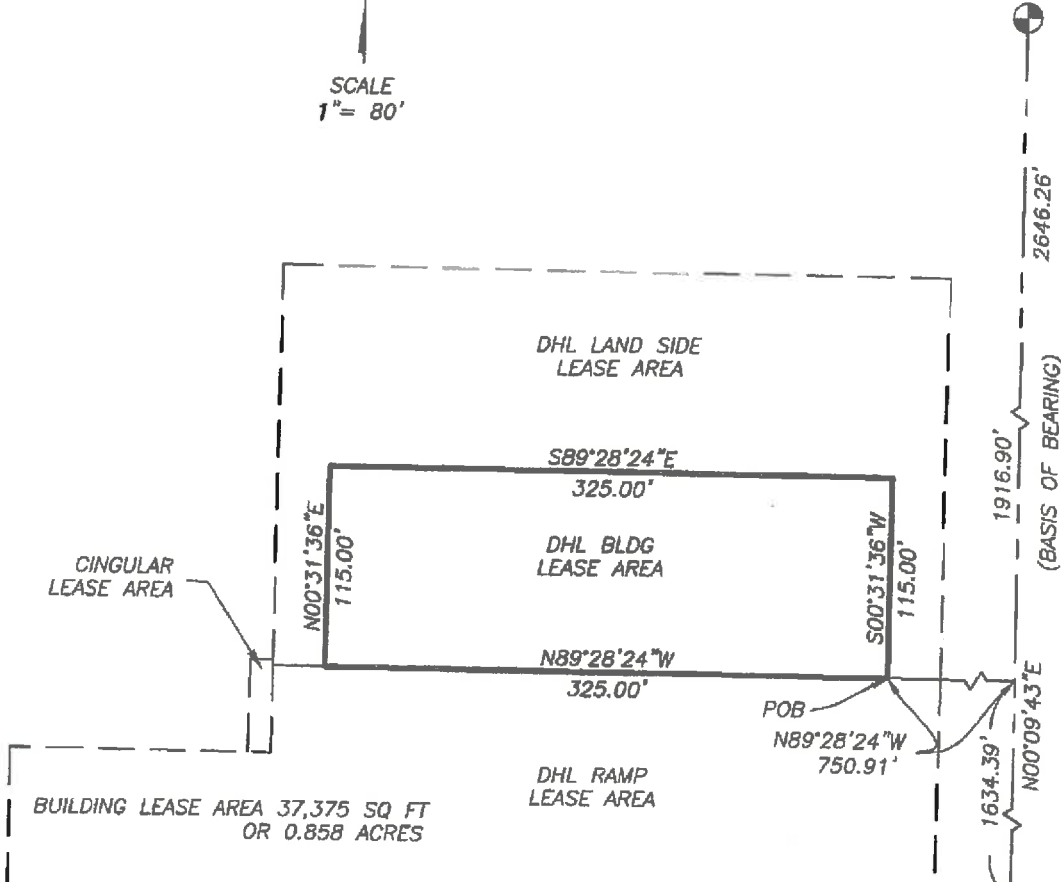 SCALE
1"= 80'
2646.26'
(BASIS OF BEARING)
1916.90'
DHL LAND SIDE
LEASE AREA
S89°28'24"E
325.00'
N00°31'36"E
115.00'
DHL BLDG
LEASE AREA
S00°31'36"W
115.00'
CINGULAR
LEASE AREA
N89°28'24"W
325.00'
POB
N89°28'24"W
750.91'
N00°09'43"E
1634.39'
DHL RAMP
LEASE AREA
BUILDING LEASE AREA 37,375 SQ FT
OR 0.858 ACRES